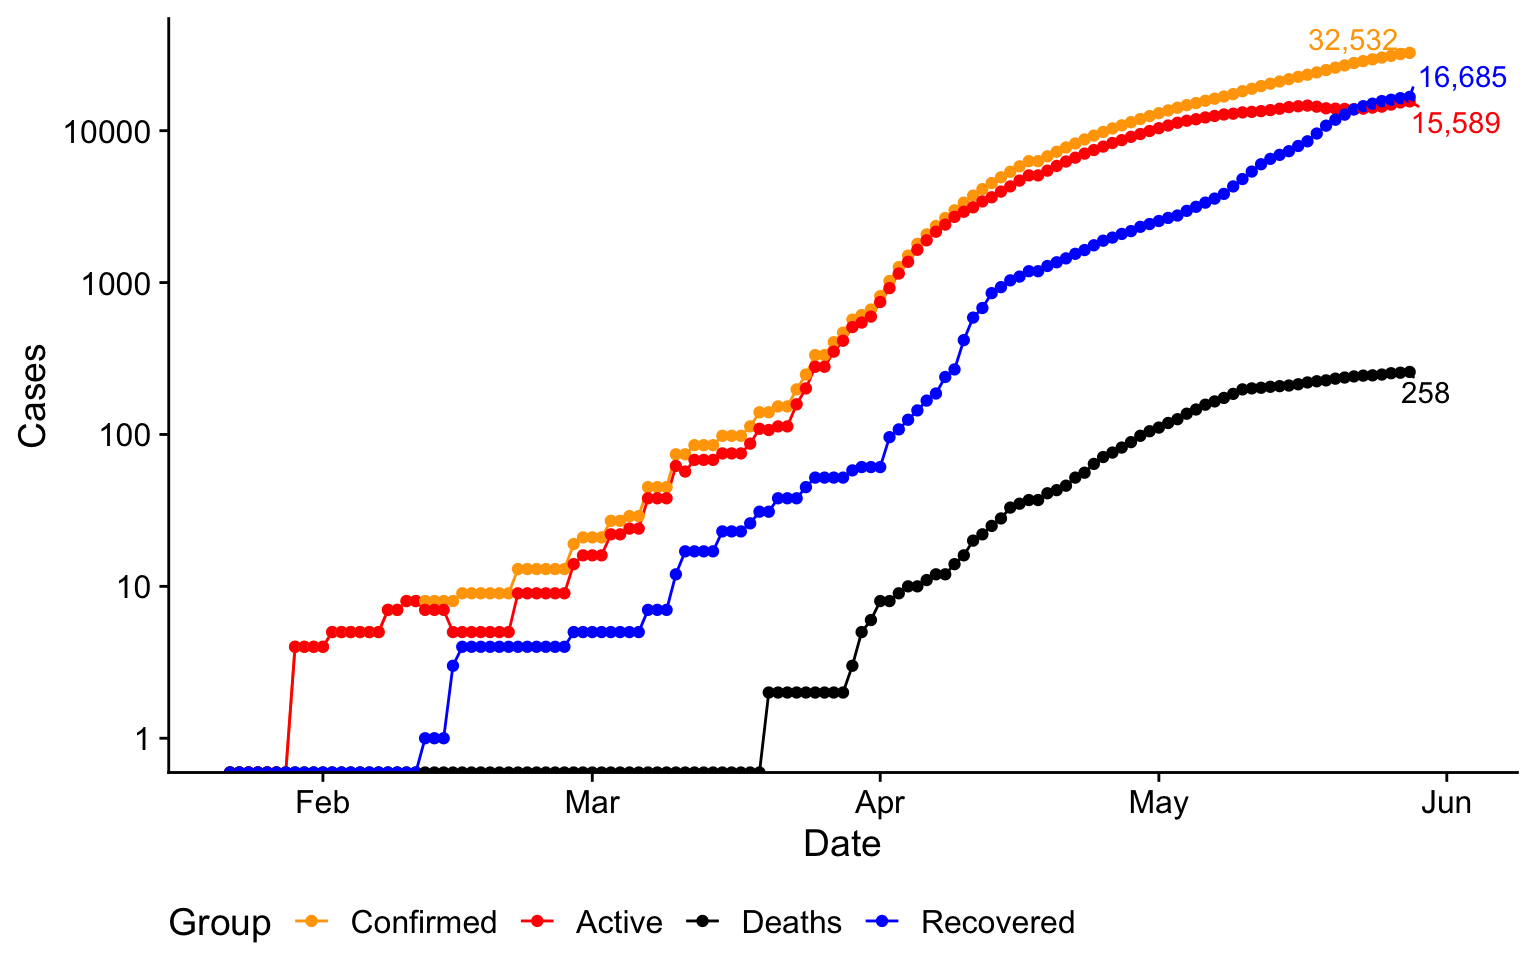 32,532
16,685
15,589
258
10000
1000
100
10
1
Cases
Feb Mar Apr May Jun
Date
Group Confirmed Active Deaths Recovered